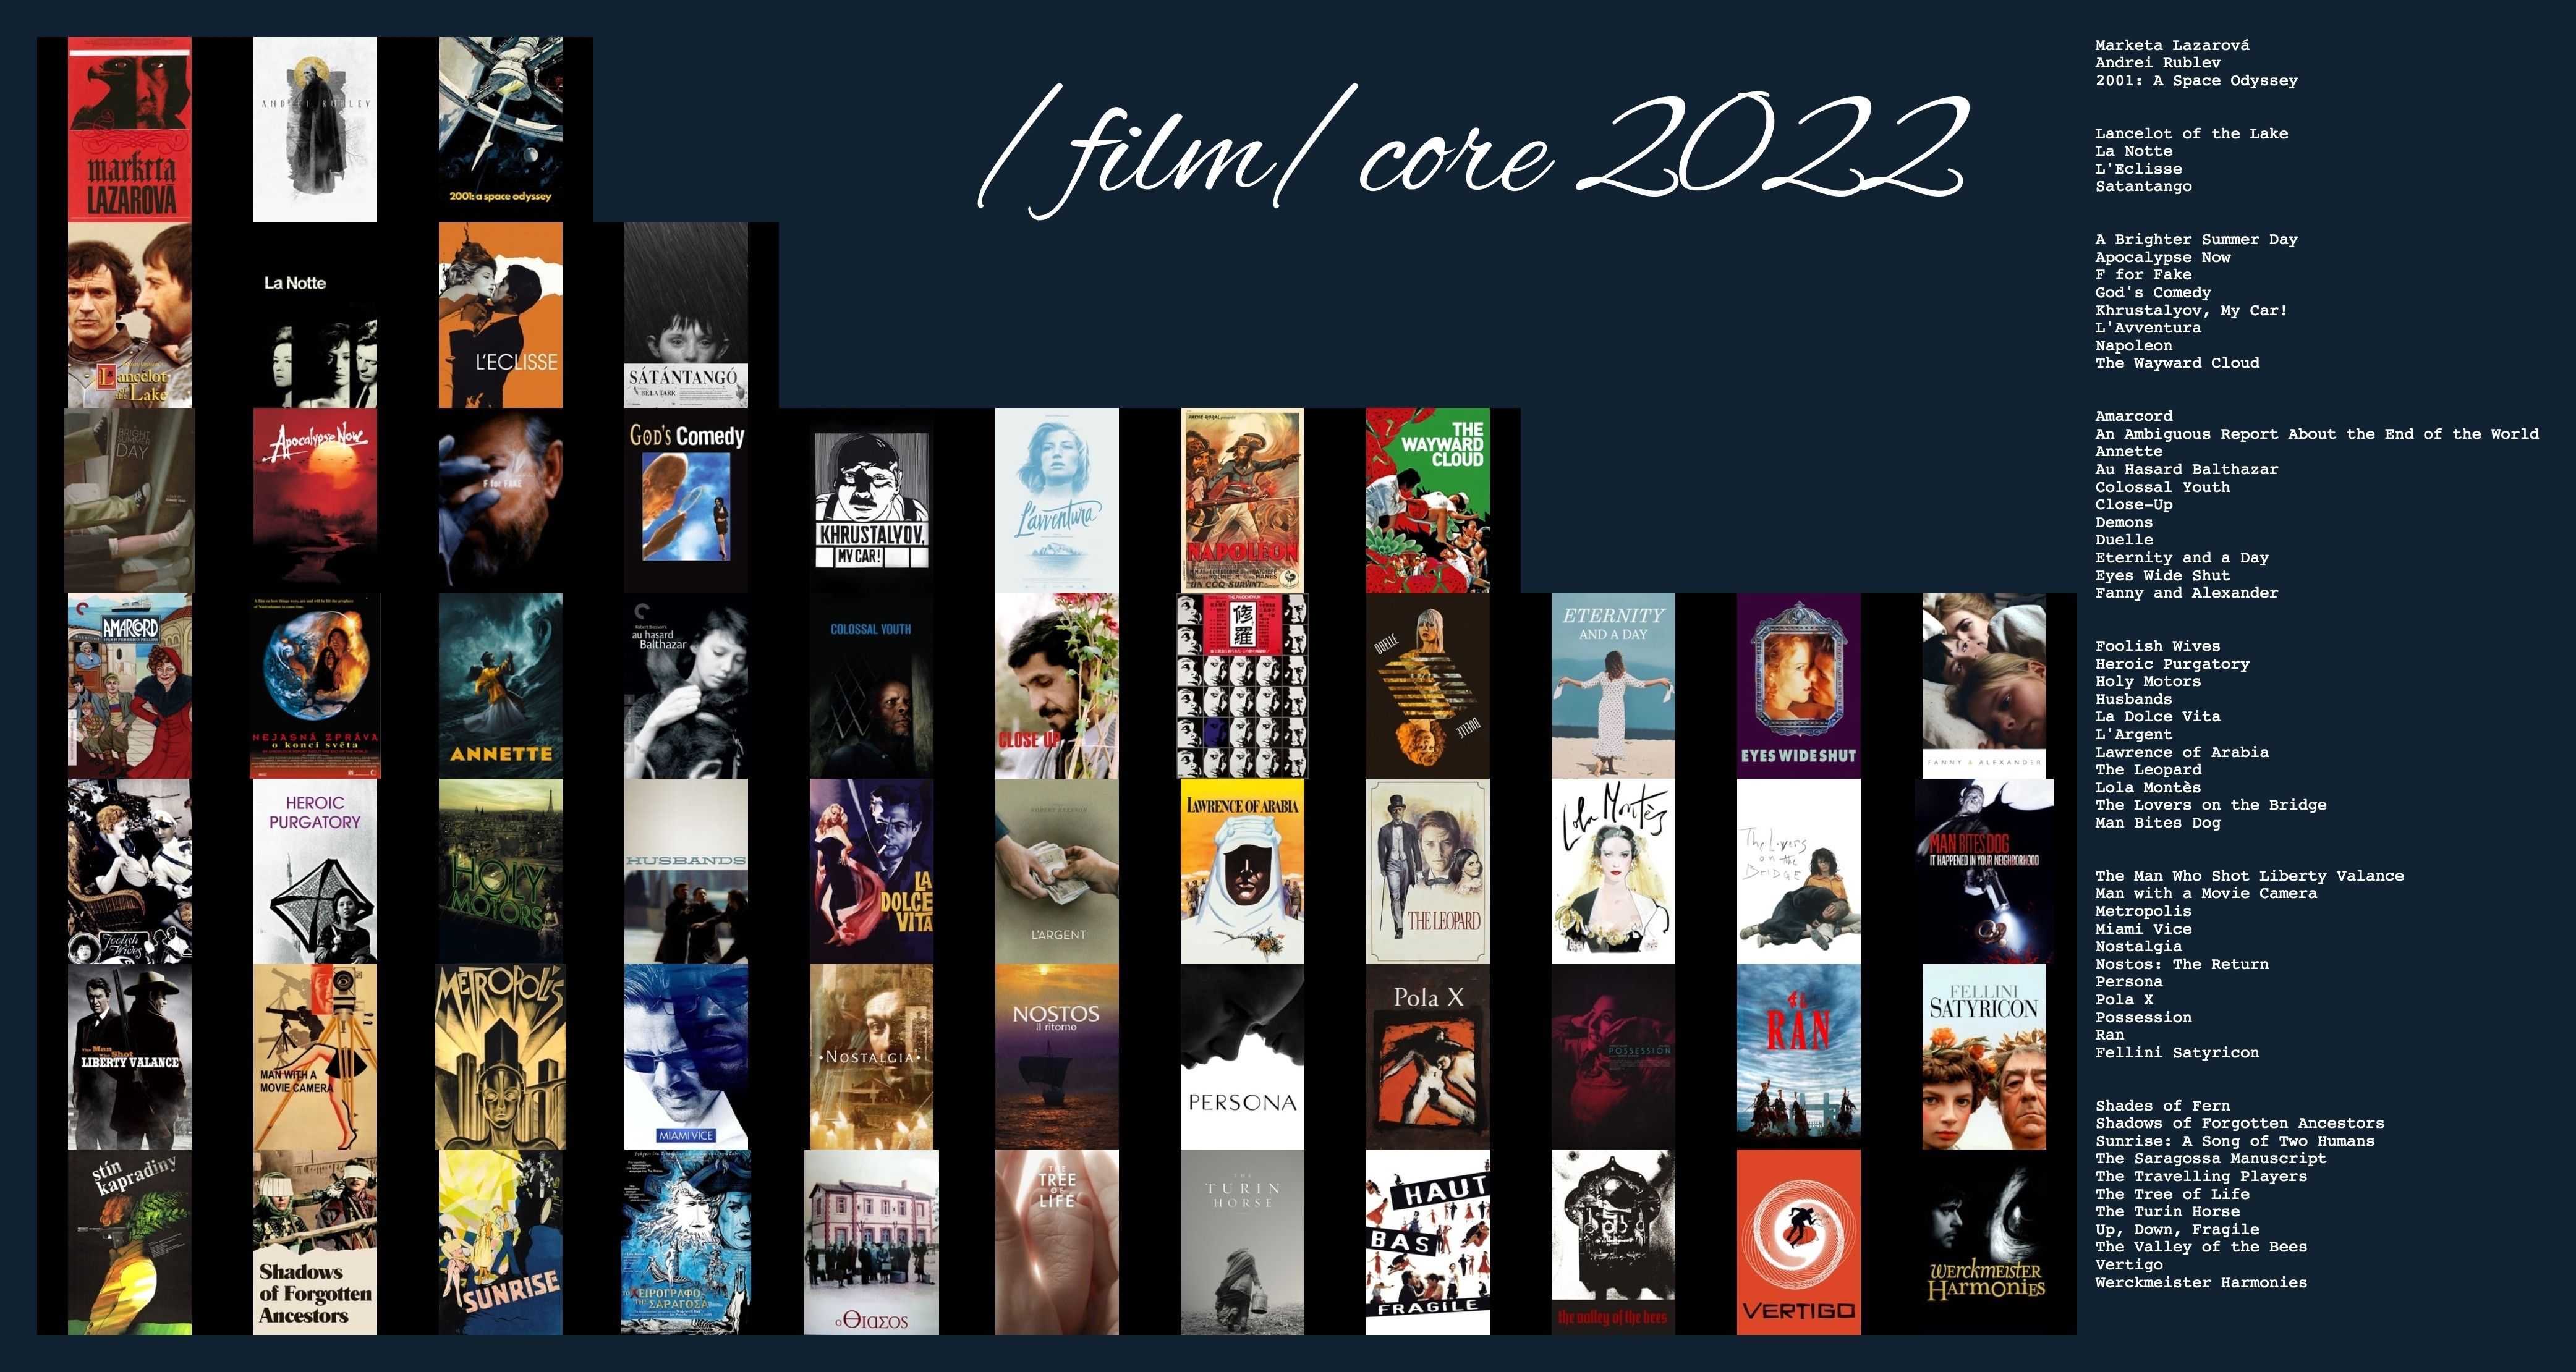 /film/ core 2022
marketa
LAZAROVÁ
ANDREI RUBLEV
2001: a space odyssey
Lancelot
of the
Lake
La Notte
L'ECLISSE
SÁTÁNTANGÓ
BÉLA TARR
A BRIGHTER SUMMER
DAY
Apocalypse Now
F for FAKE
GOD'S Comedy
KHRUSTALYOV,
MY CAR!
L'avventura
NAPOLEON
THE
WAYWARD
CLOUD
AMARCORD
NEJASNÁ ZPRÁVA
o konci světa
ANNETTE
Robert Bresson's
au hasard
Balthazar
COLOSSAL YOUTH
CLOSE UP
修
羅
DUELLE
DUELLE
ETERNITY
AND A DAY
EYES WIDE SHUT
FANNY & ALEXANDER
Foolish
Wives
HEROIC
PURGATORY
HOLY
MOTORS
HUSBANDS
LA
DOLCE
VITA
ROBERT BRESSON
L'ARGENT
LAWRENCE OF ARABIA
THE LEOPARD
Lola Montès
The Lovers
on the
BRIDGE
MAN BITES DOG
IT HAPPENED IN YOUR NEIGHBORHOOD
The Man
Who Shot
LIBERTY VALANCE
MAN WITH A
MOVIE CAMERA
METROPOLIS
MIAMI VICE
NOSTALGIA
NOSTOS
Il ritorno
PERSONA
Pola X
POSSESSION
RAN
FELLINI
SATYRICON
stín
kapradiny
Shadows
of Forgotten
Ancestors
SUNRISE
ΤΟ ΧΕΙΡΟΓΡΑΦΟ
ΤΗΣ ΣΑΡΑΓΟΣΑ
Ο ΘΙΑΣΟΣ
THE
TREE
OF
LIFE
THE
TURIN
HORSE
HAUT
BAS
FRAGILE
the valley of the bees
VERTIGO
WERCKMEISTER
HARMONIES
Marketa Lazarová
Andrei Rublev
2001: A Space Odyssey
Lancelot of the Lake
La Notte
L'Eclisse
Satantango
A Brighter Summer Day
Apocalypse Now
F for Fake
God's Comedy
Khrustalyov, My Car!
L'Avventura
Napoleon
The Wayward Cloud
Amarcord
An Ambiguous Report About the End of the World
Annette
Au Hasard Balthazar
Colossal Youth
Close-Up
Demons
Duelle
Eternity and a Day
Eyes Wide Shut
Fanny and Alexander
Foolish Wives
Heroic Purgatory
Holy Motors
Husbands
La Dolce Vita
L'Argent
Lawrence of Arabia
The Leopard
Lola Montès
The Lovers on the Bridge
Man Bites Dog
The Man Who Shot Liberty Valance
Man with a Movie Camera
Metropolis
Miami Vice
Nostalgia
Nostos: The Return
Persona
Pola X
Possession
Ran
Fellini Satyricon
Shades of Fern
Shadows of Forgotten Ancestors
Sunrise: A Song of Two Humans
The Saragossa Manuscript
The Travelling Players
The Tree of Life
The Turin Horse
Up, Down, Fragile
The Valley of the Bees
Vertigo
Werckmeister Harmonies